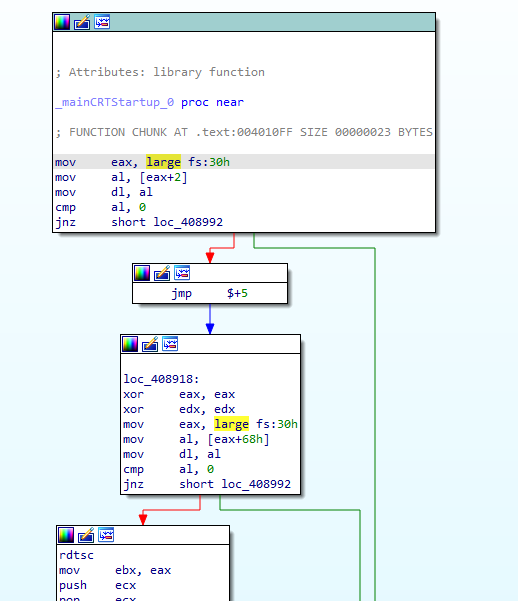 ; Attributes: library function
_mainCRTStartup_0 proc near
; FUNCTION CHUNK AT .text:004010FF SIZE 00000023 BYTES
mov eax, large fs:30h
mov al, [eax+2]
mov dl, al
cmp al, 0
jnz short loc_408992
jmp $+5
loc_408918:
xor eax, eax
xor edx, edx
mov eax, large fs:30h
mov al, [eax+68h]
mov dl, al
cmp al, 0
jnz short loc_408992
rdtsc
mov ebx, eax
push ecx
pop ecx